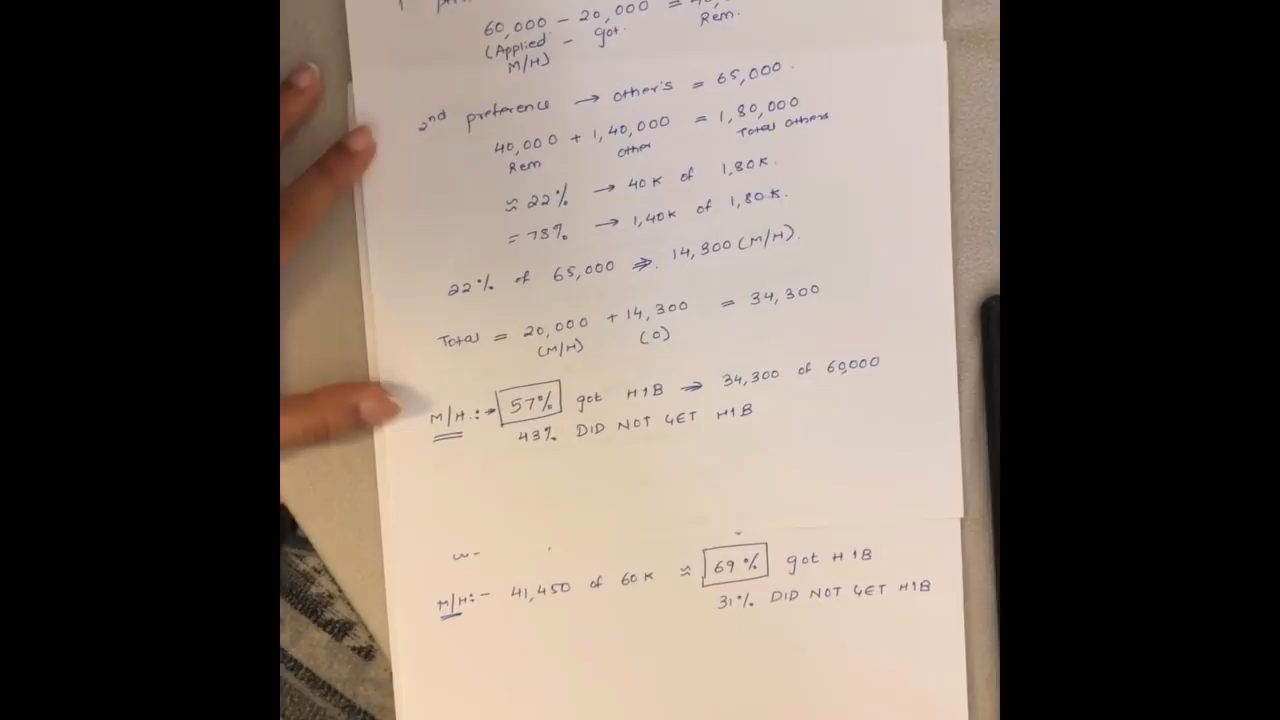 60,000 - 20,000 =
(Applied - got. Rem.
M/H)
2nd preference → other's = 65,000.
40,000 + 1,40,000 = 1,80,000
Rem Other Total Others
≈ 22% → 40K of 1,80K.
= 78% → 1,40K of 1,80K.
22% of 65,000 ⇒ 14,300 (M/H).
Total = 20,000 + 14,300 = 34,300
(M/H) (O)
M/H:→ 57% got H1B ⇒ 34,300 of 60,000
43% DID NOT GET H1B
M/H:- 41,450 of 60K ≈ 69% got H1B
31% DID NOT GET H1B